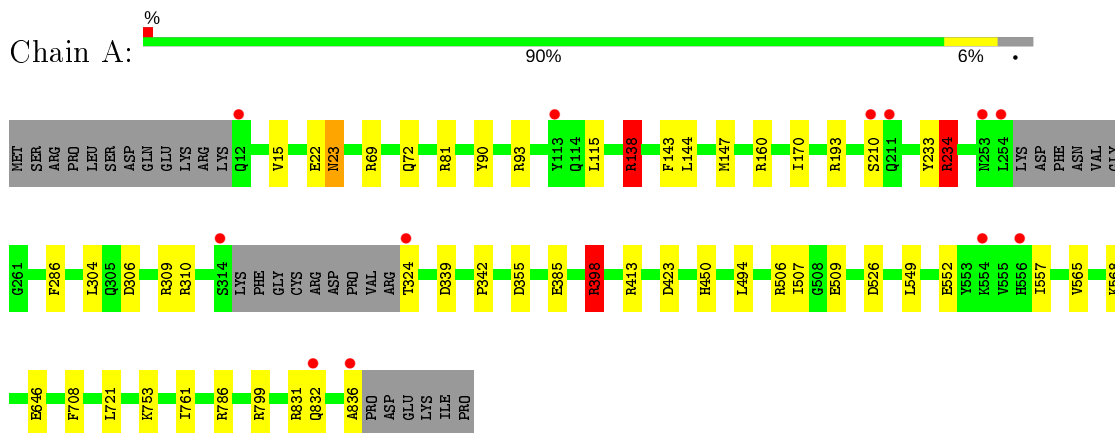 %
Chain A:
90% 6%
MET SER ARG PRO LEU SER ASP GLN GLU LYS ARG LYS Q12 V15 E22 N23 R69 Q72 R81 Y90 R93 Y113 Q114 L115 R138 F143 L144 M147 R160 I170 R193 S210 Q211 Y233 R234 N253 L254 LYS ASP PHE ASN VAL GLY
G261 F286 L304 Q305 D306 R309 R310 S314 LYS PHE GLY CYS ARG ASP PRO VAL ARG T324 D339 P342 D355 E385 R398 R413 D423 H450 L494 R506 I507 G508 E509 D526 L549 E552 Y553 K554 V555 H556 I557 V565 K568
E646 F708 L721 K753 I761 R786 R799 R831 Q832 A836 PRO ASP GLU LYS ILE PRO